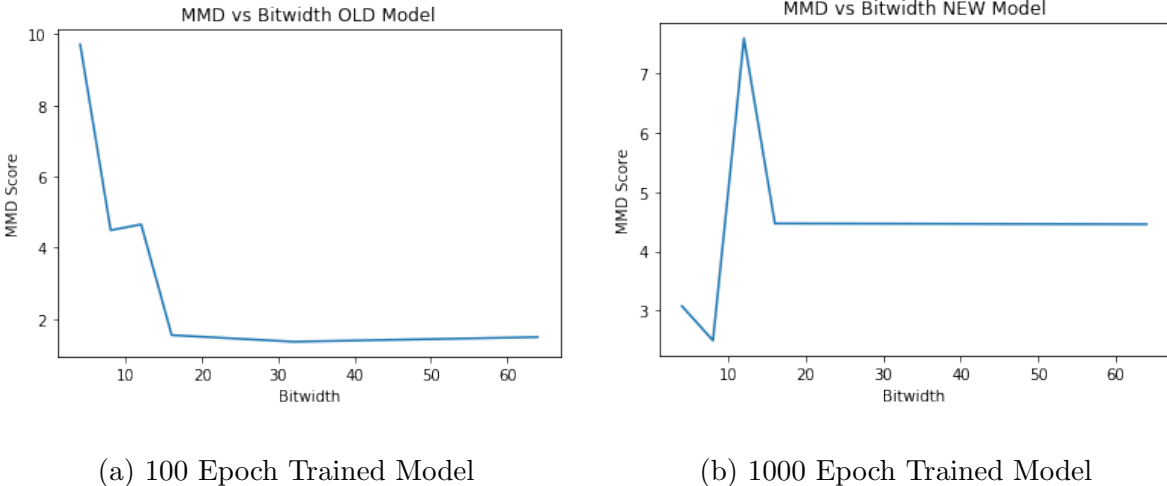 MMD vs Bitwidth OLD Model
10
8
6
4
2
MMD Score
10 20 30 40 50 60
Bitwidth
(a) 100 Epoch Trained Model
MMD vs Bitwidth NEW Model
7
6
5
4
3
MMD Score
10 20 30 40 50 60
Bitwidth
(b) 1000 Epoch Trained Model